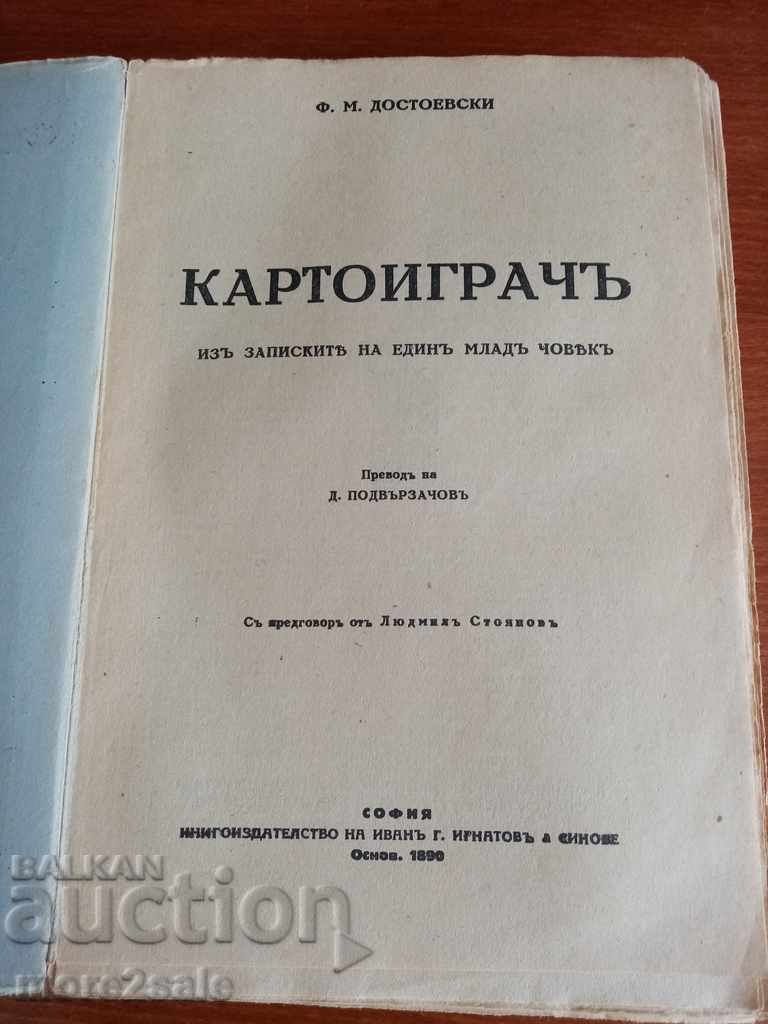 Ф. М. ДОСТОЕВСКИ
КАРТОИГРАЧЪ
ИЗЪ ЗАПИСКИТѢ НА ЕДИНЪ МЛАДЪ ЧОВѢКЪ
Преводъ на
Д. ПОДВЪРЗАЧОВЪ
Съ предговоръ отъ Людмилъ Стояновъ
СОФИЯ
КНИГОИЗДАТЕЛСТВО НА ИВАНЪ Г. ИГНАТОВЪ & СИНОВЕ
Основ. 1890
BALKAN
auction
more2sale